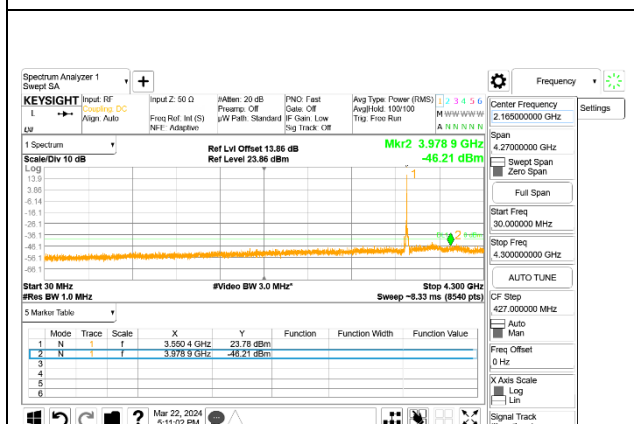 Spectrum Analyzer 1
Swept SA
+
Frequency
KEYSIGHT
L
Input: RF
Coupling: DC
Align: Auto
Input Z: 50 Ω
Freq Ref: Int (S)
NFE: Adaptive
#Atten: 20 dB
Preamp: Off
µW Path: Standard
PNO: Fast
Gate: Off
IF Gain: Low
Sig Track: Off
Avg Type: Power (RMS)
Avg|Hold: 100/100
Trig: Free Run
1 2 3 4 5 6
M W W W W W
A N N N N N
1 Spectrum
Scale/Div 10 dB
Ref Lvl Offset 13.86 dB
Ref Level 23.86 dBm
Mkr2 3.978 9 GHz
-46.21 dBm
Log
13.9
3.86
-6.14
-16.1
-26.1
-36.1
-46.1
-56.1
-66.1
1
2
Start 30 MHz
#Res BW 1.0 MHz
#Video BW 3.0 MHz*
Stop 4.300 GHz
Sweep ~8.33 ms (8540 pts)
5 Marker Table
Mode Trace Scale X Y Function Function Width Function Value
1 N 1 f 3.550 4 GHz 23.78 dBm
2 N 1 f 3.978 9 GHz -46.21 dBm
3
4
5
6
Mar 22, 2024
5:11:02 PM
?
Center Frequency
2.165000000 GHz
Settings
Span
4.27000000 GHz
Swept Span
Zero Span
Full Span
Start Freq
30.000000 MHz
Stop Freq
4.300000000 GHz
AUTO TUNE
CF Step
427.000000 MHz
Auto
Man
Freq Offset
0 Hz
X Axis Scale
Log
Lin
Signal Track